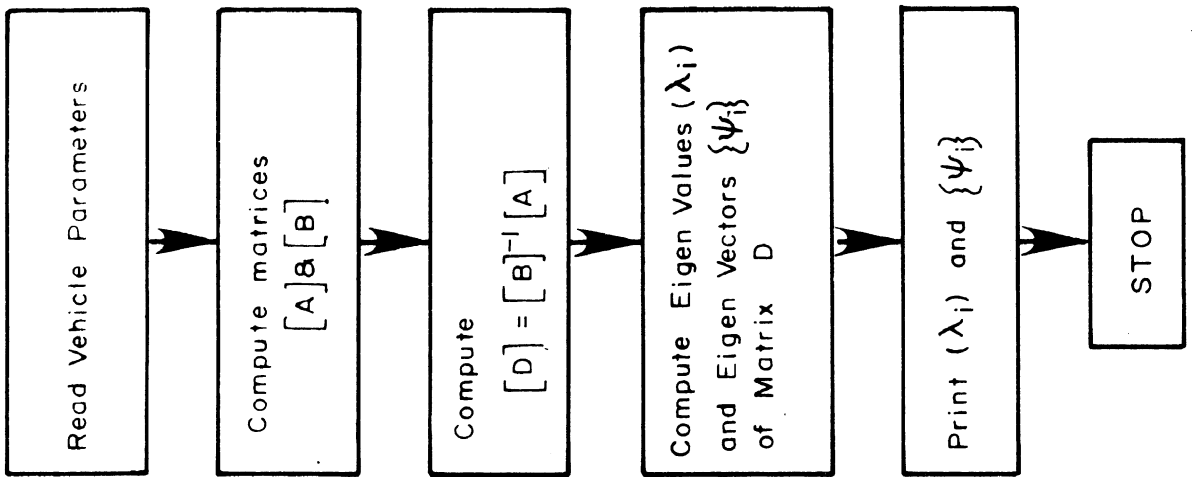 Read Vehicle Parameters
Compute matrices
[A]&[B]
Compute
[D] = [B]⁻¹[A]
Compute Eigen Values (λi)
and Eigen Vectors {Ψi}
of Matrix D
Print (λi) and {Ψi}
STOP